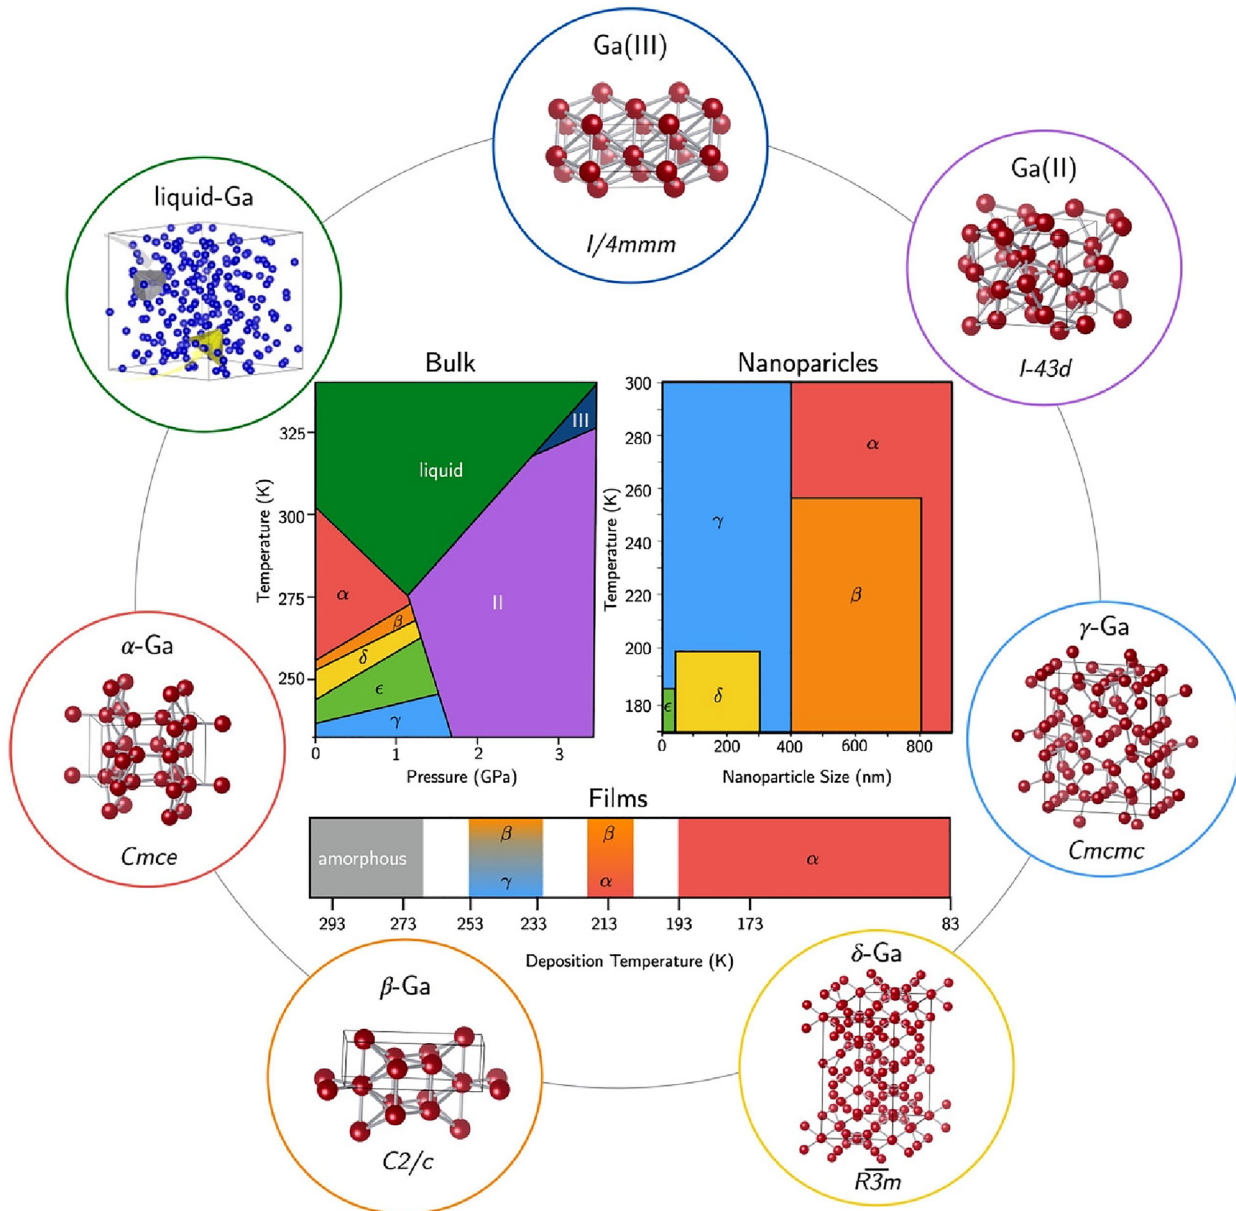 Ga(III)
I/4mmm
liquid-Ga
Ga(II)
I-43d
Bulk
Temperature (K)
325
300
275
250
liquid
III
II
α
β
δ
ϵ
γ
0
1
2
3
Pressure (GPa)
Nanoparicles
Temperature (K)
300
290
280
260
240
220
200
180
γ
α
β
δ
ϵ
0
200
400
600
800
Nanoparticle Size (nm)
α-Ga
Cmce
γ-Ga
Cmcmc
Films
amorphous
β
γ
β
α
α
293
273
253
233
213
193
173
83
Deposition Temperature (K)
β-Ga
C2/c
δ-Ga
R3̅m